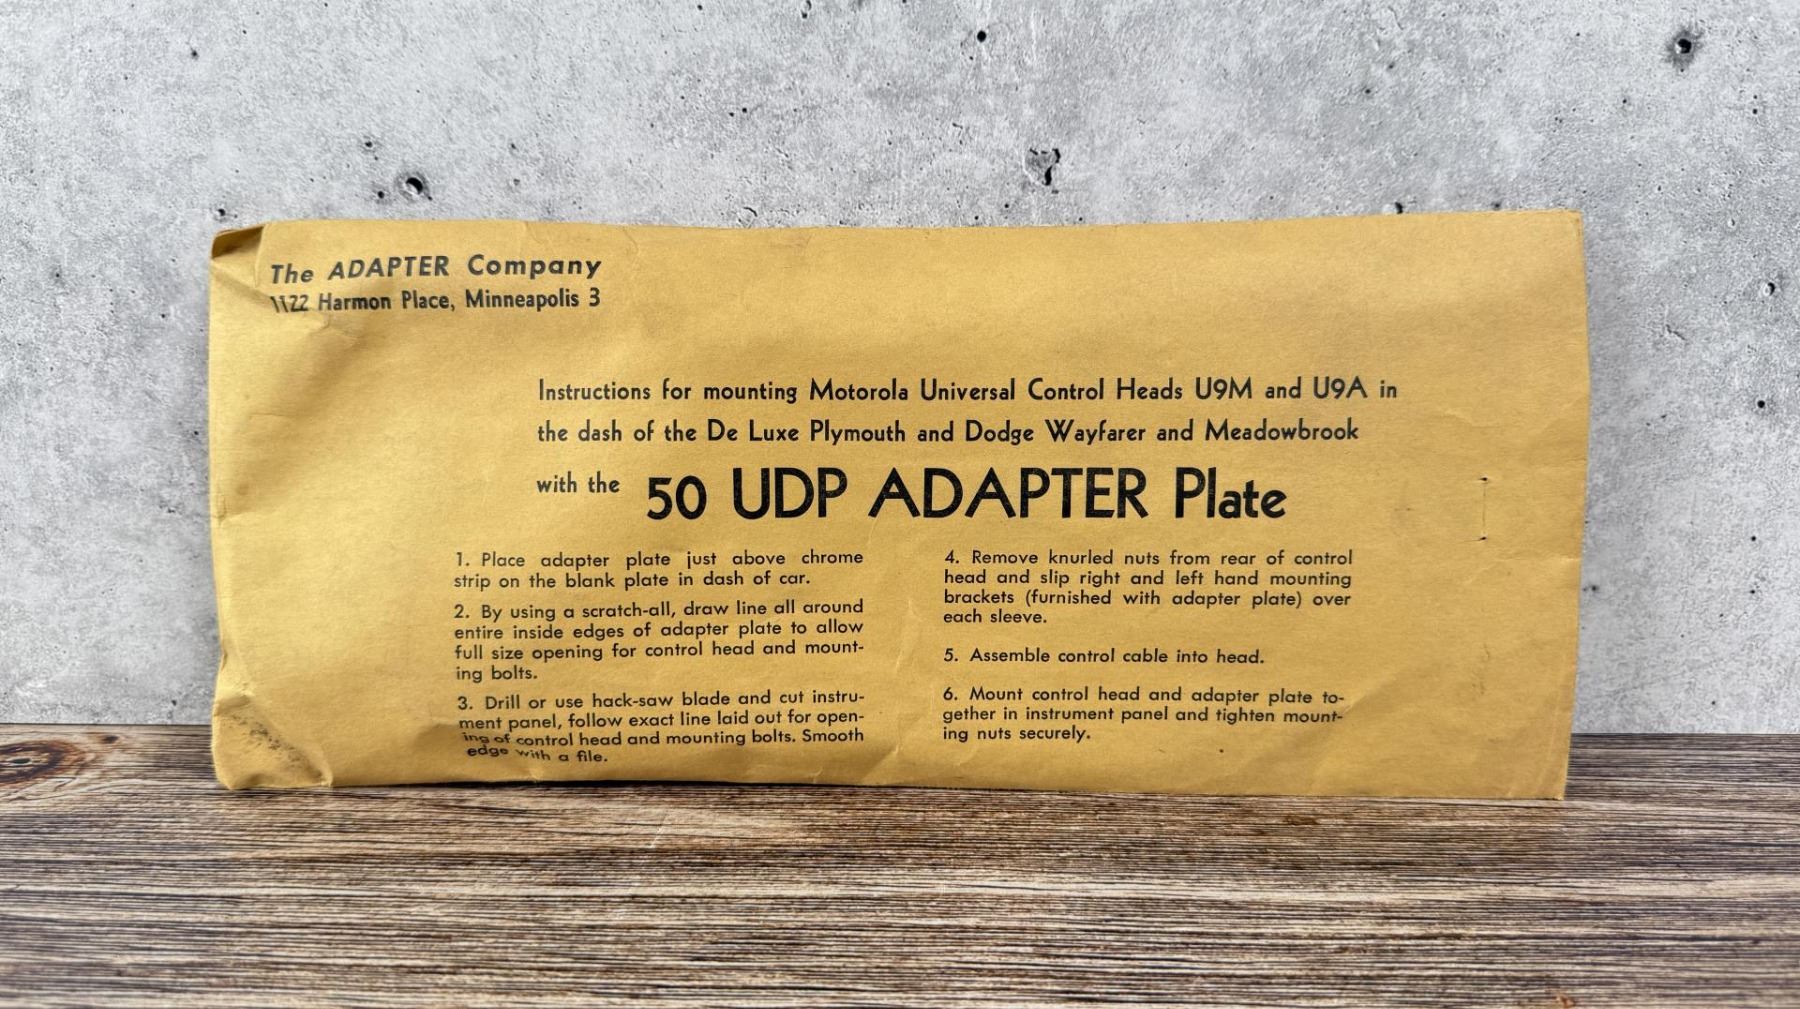 The ADAPTER Company
1122 Harmon Place, Minneapolis 3
Instructions for mounting Motorola Universal Control Heads U9M and U9A in
the dash of the De Luxe Plymouth and Dodge Wayfarer and Meadowbrook
with the 50 UDP ADAPTER Plate
1. Place adapter plate just above chrome
strip on the blank plate in dash of car.
2. By using a scratch-all, draw line all around
entire inside edges of adapter plate to allow
full size opening for control head and mount-
ing bolts.
3. Drill or use hack-saw blade and cut instru-
ment panel, follow exact line laid out for open-
ing of control head and mounting bolts. Smooth
edge with a file.
4. Remove knurled nuts from rear of control
head and slip right and left hand mounting
brackets (furnished with adapter plate) over
each sleeve.
5. Assemble control cable into head.
6. Mount control head and adapter plate to-
gether in instrument panel and tighten mount-
ing nuts securely.